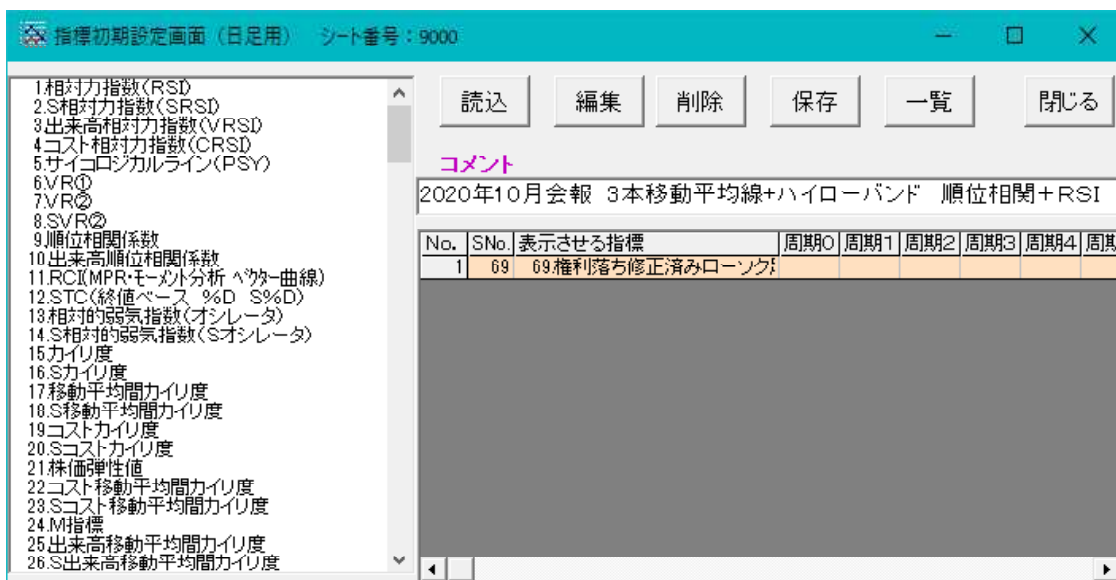 指標初期設定画面（日足用） シート番号：9000
1.相対力指数(RSI)
2.S相対力指数(SRSI)
3.出来高相対力指数(VRSI)
4.コスト相対力指数(CRSI)
5.サイコロジカルライン(PSY)
6.VR①
7.VR②
8.SVR②
9.順位相関係数
10.出来高順位相関係数
11.RCI(MPR･モーメント分析 ベクター曲線)
12.STC(終値ベース %D S%D)
13.相対的弱気指数(オシレータ)
14.S相対的弱気指数(Sオシレータ)
15.カイリ度
16.Sカイリ度
17.移動平均間カイリ度
18.S移動平均間カイリ度
19.コストカイリ度
20.Sコストカイリ度
21.株価弾性値
22.コスト移動平均間カイリ度
23.Sコスト移動平均間カイリ度
24.M指標
25.出来高移動平均間カイリ度
26.S出来高移動平均間カイリ度
読込 編集 削除 保存 一覧 閉じる
コメント
2020年10月会報 3本移動平均線+ハイローバンド 順位相関＋RSI
No. SNo. 表示させる指標 周期0 周期1 周期2 周期3 周期4 周期
1 69 69.権利落ち修正済みローソク